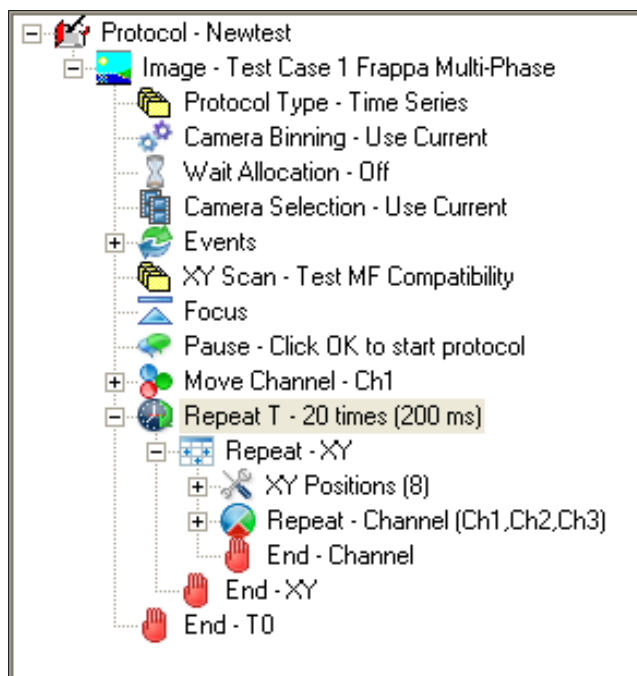 Protocol - Newtest
Image - Test Case 1 Frappa Multi-Phase
Protocol Type - Time Series
Camera Binning - Use Current
Wait Allocation - Off
Camera Selection - Use Current
Events
XY Scan - Test MF Compatibility
Focus
Pause - Click OK to start protocol
Move Channel - Ch1
Repeat T - 20 times (200 ms)
Repeat - XY
XY Positions (8)
Repeat - Channel (Ch1,Ch2,Ch3)
End - Channel
End - XY
End - T0